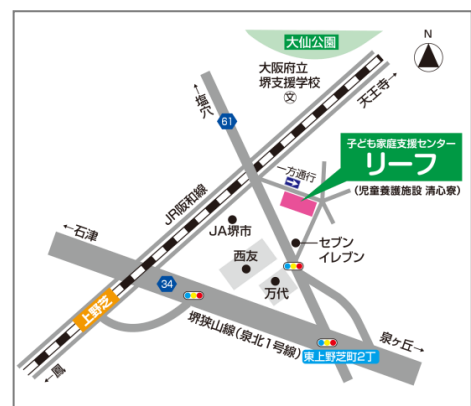 大仙公園
N
大阪府立
堺支援学校
文
←塩穴
天王寺→
61
子ども家庭支援センター
リーフ
(児童養護施設 清心寮)
一方通行
JR阪和線
JA堺市
セブン
イレブン
←石津
西友
万代
34
上野芝
堺狭山線(泉北1号線)
泉ヶ丘→
東上野芝町2丁
←鳳